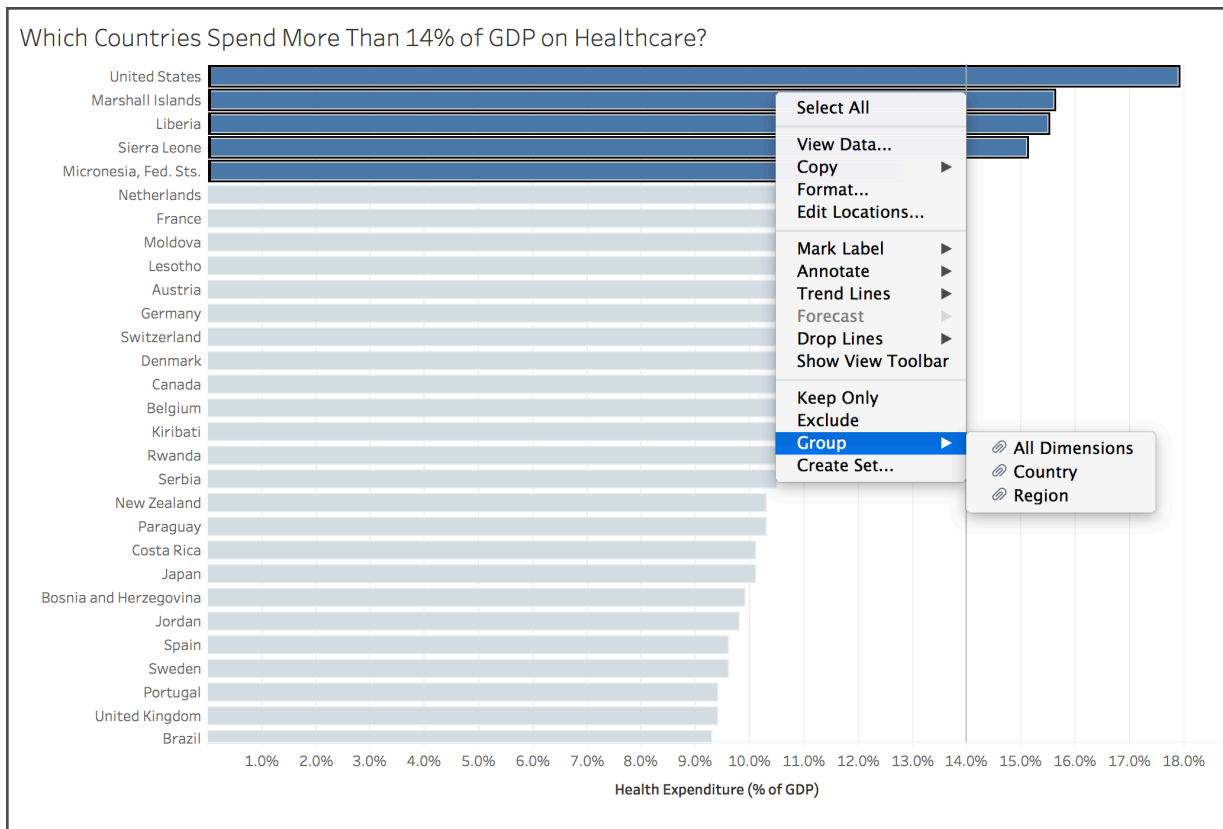 Which Countries Spend More Than 14% of GDP on Healthcare?
United States
Marshall Islands
Liberia
Sierra Leone
Micronesia, Fed. Sts.
Netherlands
France
Moldova
Lesotho
Austria
Germany
Switzerland
Denmark
Canada
Belgium
Kiribati
Rwanda
Serbia
New Zealand
Paraguay
Costa Rica
Japan
Bosnia and Herzegovina
Jordan
Spain
Sweden
Portugal
United Kingdom
Brazil
Select All
View Data...
Copy
Format...
Edit Locations...
Mark Label
Annotate
Trend Lines
Forecast
Drop Lines
Show View Toolbar
Keep Only
Exclude
Group
Create Set...
All Dimensions
Country
Region
1.0% 2.0% 3.0% 4.0% 5.0% 6.0% 7.0% 8.0% 9.0% 10.0% 11.0% 12.0% 13.0% 14.0% 15.0% 16.0% 17.0% 18.0%
Health Expenditure (% of GDP)